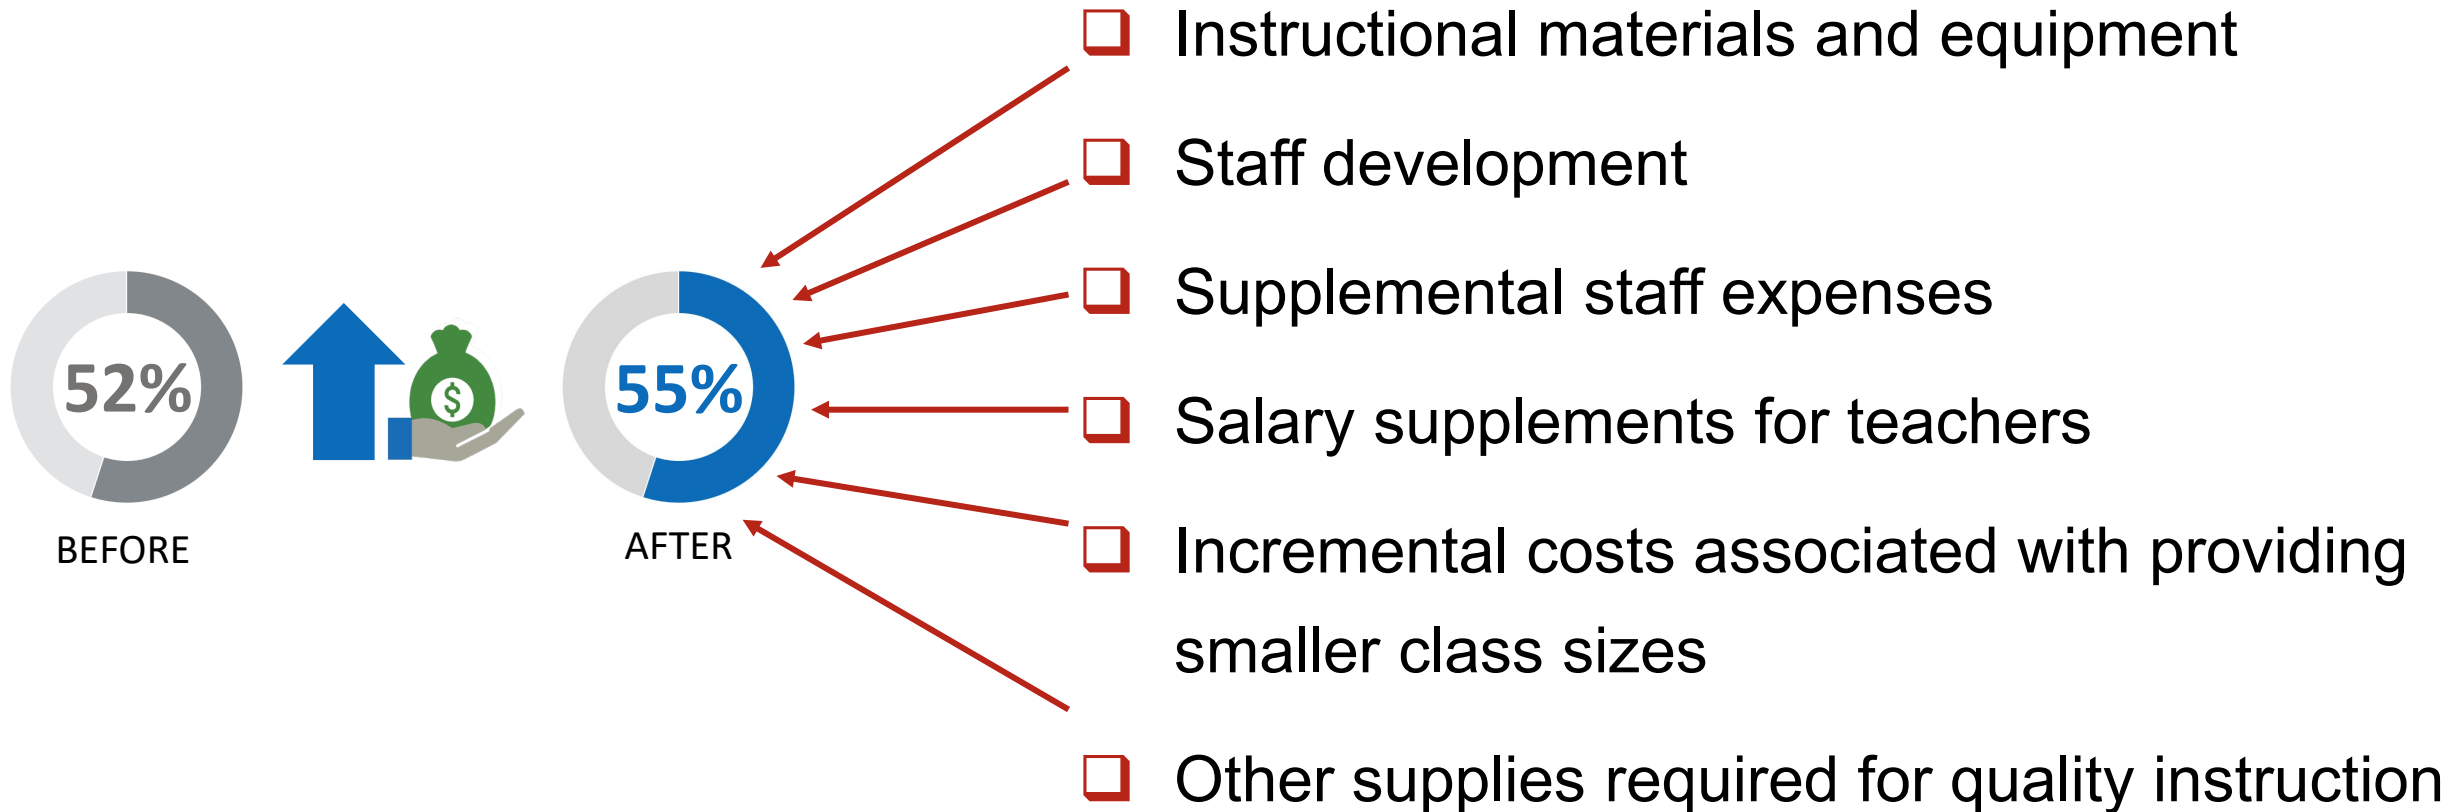 Instructional materials and equipment
Staff development
Supplemental staff expenses
Salary supplements for teachers
Incremental costs associated with providing
smaller class sizes
Other supplies required for quality instruction
52%
BEFORE
$
55%
AFTER